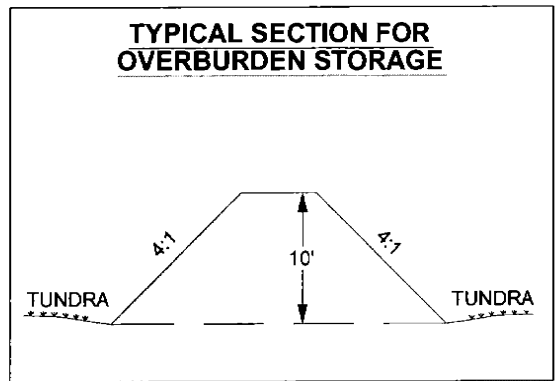 TYPICAL SECTION FOR
OVERBURDEN STORAGE
4:1
4:1
10'
TUNDRA
TUNDRA